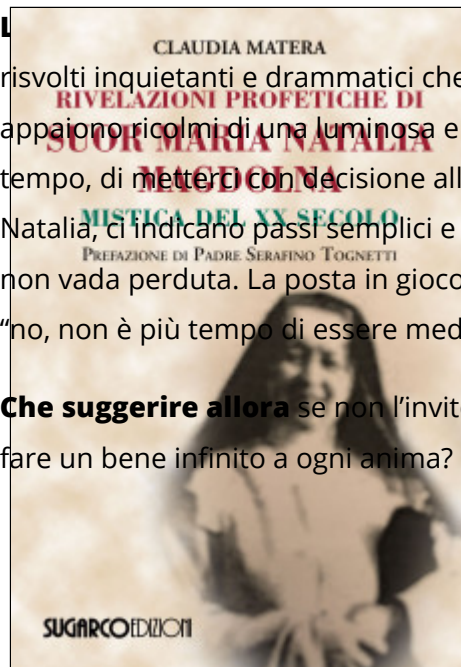 L
CLAUDIA MATERA
risvolti inquietanti e drammatici che
RIVELAZIONI PROFETICHE DI
appaiono ricolmi di una luminosa e
SUOR MARIA NATALIA
tempo, di metterci con decisione all
MAGDOLNA
Natalia, ci indicano passi semplici e
MISTICA DEL XX SECOLO
PREFAZIONE DI PADRE SERAFINO TOGNETTI
non vada perduta. La posta in gioco
“no, non è più tempo di essere med
Che suggerire allora se non l’invit
fare un bene infinito a ogni anima?
SUGARCOEDIZIONI